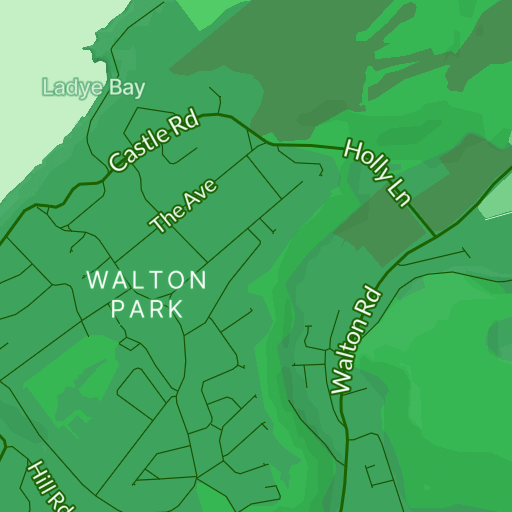 Ladye Bay
Castle Rd
Holly Ln
The Ave
WALTON
PARK
Walton Rd
Hill Rd